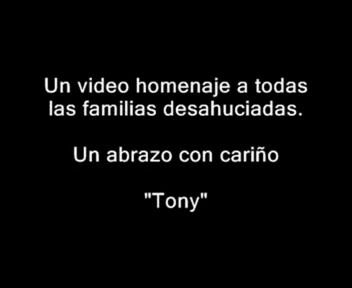 Un video homenaje a todas
las familias desahuciadas.
Un abrazo con cariño
"Tony"